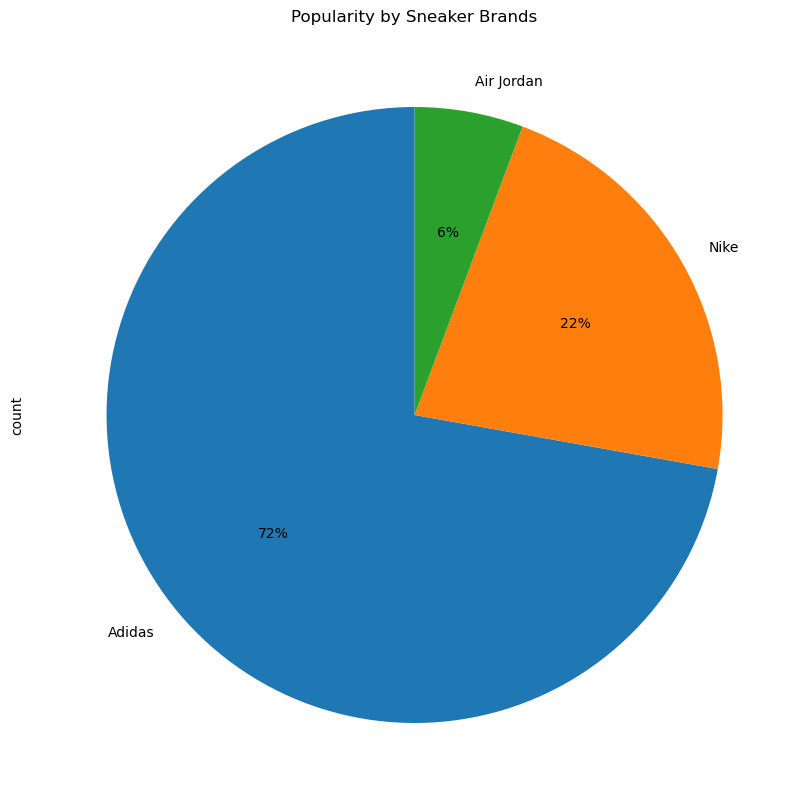 Popularity by Sneaker Brands
Air Jordan
6%
Nike
22%
count
72%
Adidas